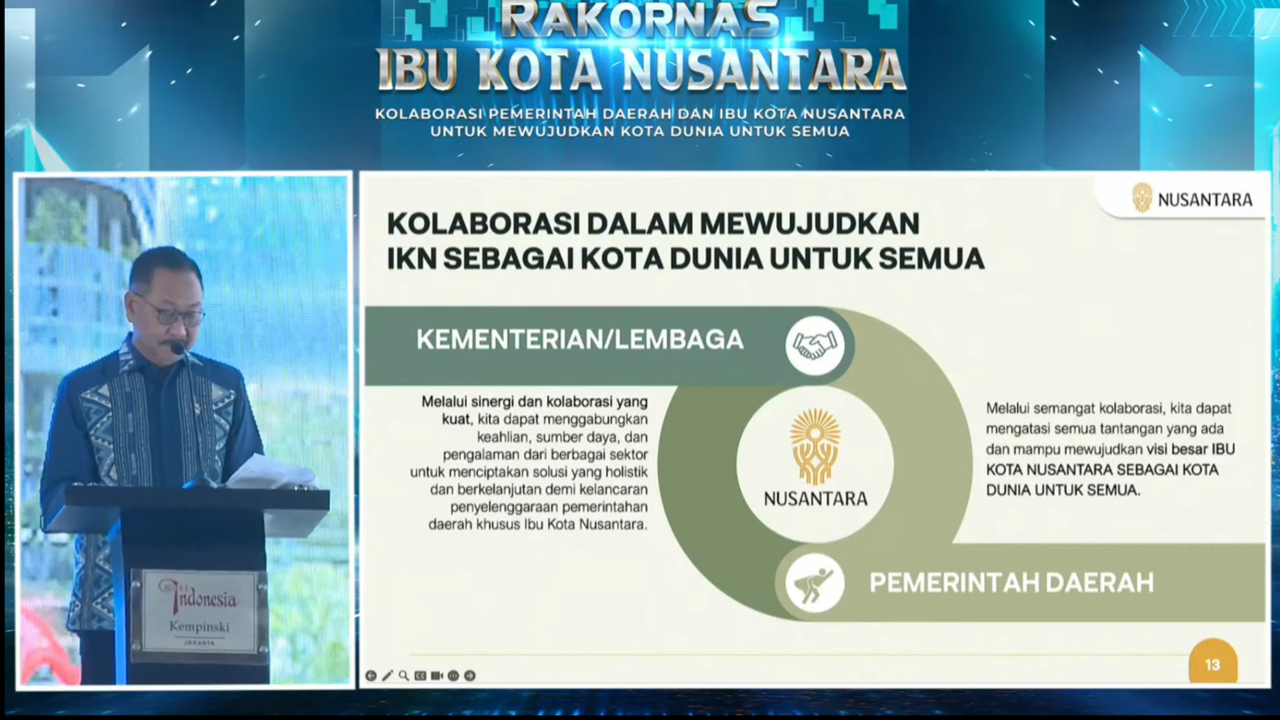 RAKORNAS
IBU KOTA NUSANTARA
KOLABORASI PEMERINTAH DAERAH DAN IBU KOTA NUSANTARA
UNTUK MEWUJUDKAN KOTA DUNIA UNTUK SEMUA
NUSANTARA
KOLABORASI DALAM MEWUJUDKAN
IKN SEBAGAI KOTA DUNIA UNTUK SEMUA
KEMENTERIAN/LEMBAGA
Melalui sinergi dan kolaborasi yang
kuat, kita dapat menggabungkan
keahlian, sumber daya, dan
pengalaman dari berbagai sektor
untuk menciptakan solusi yang holistik
dan berkelanjutan demi kelancaran
penyelenggaraan pemerintahan
daerah khusus Ibu Kota Nusantara.
NUSANTARA
Melalui semangat kolaborasi, kita dapat
mengatasi semua tantangan yang ada
dan mampu mewujudkan visi besar IBU
KOTA NUSANTARA SEBAGAI KOTA
DUNIA UNTUK SEMUA.
PEMERINTAH DAERAH
13
HOTEL
Indonesia
Kempinski
JAKARTA